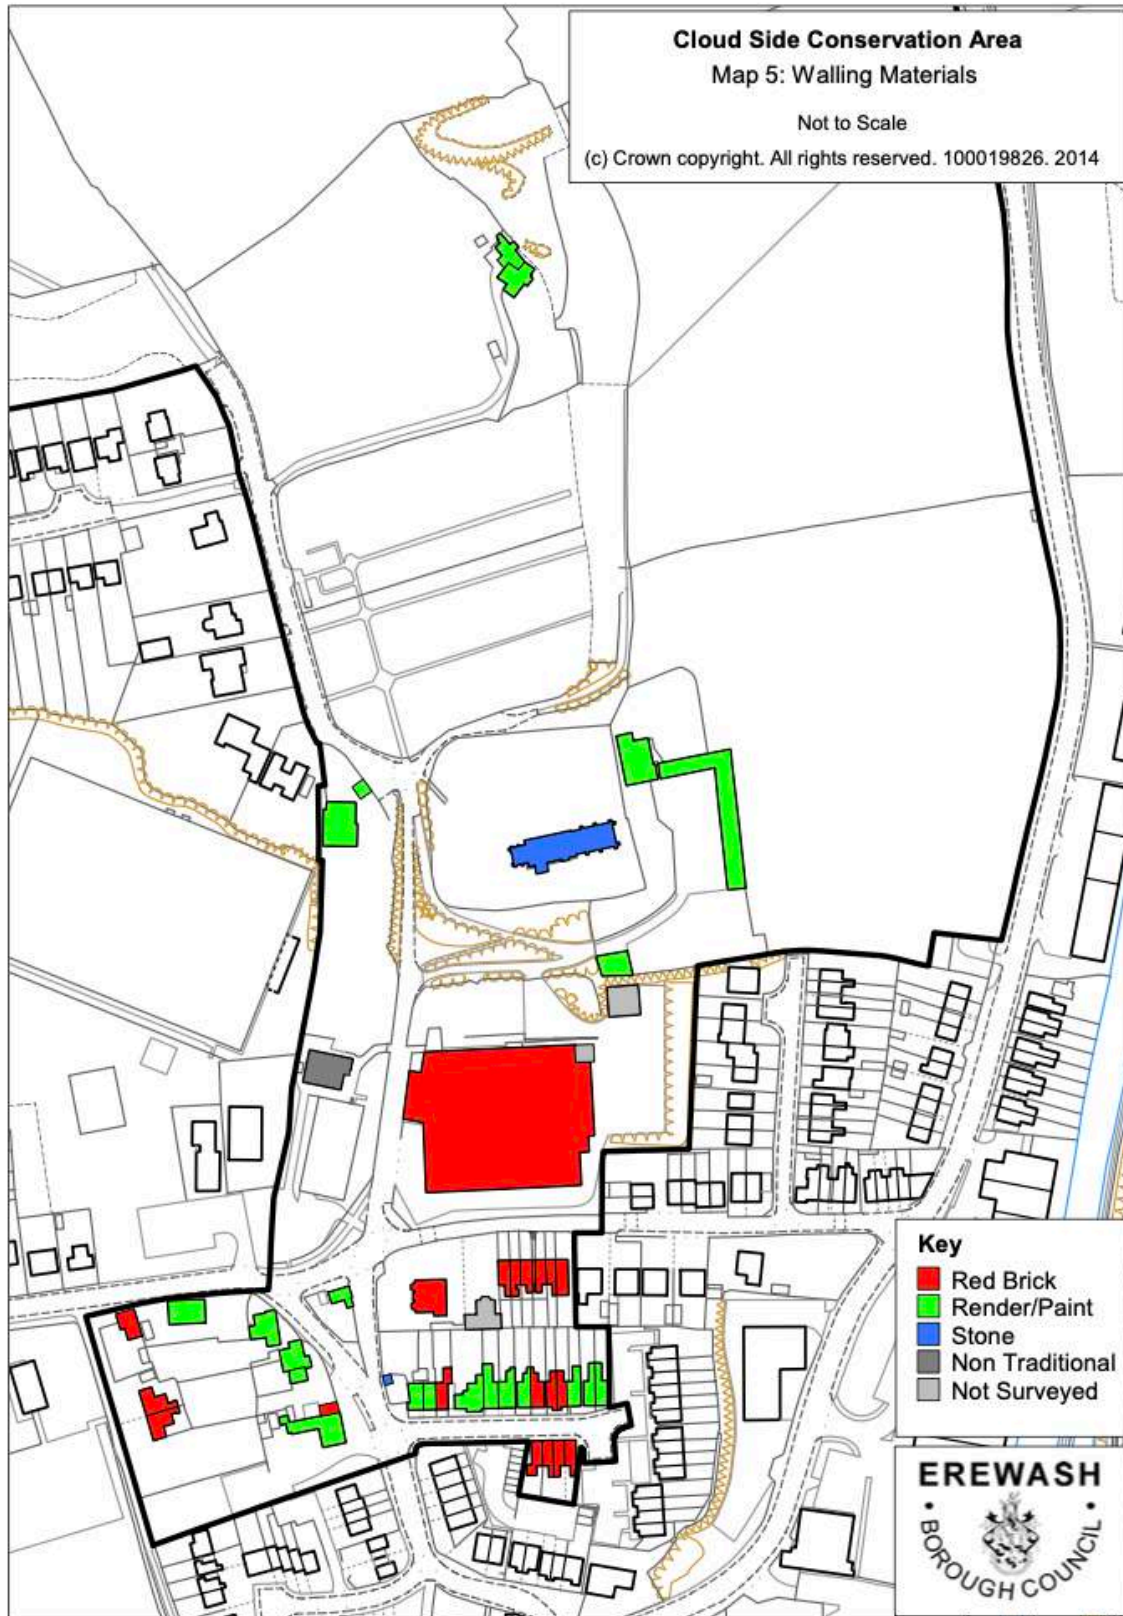 Cloud Side Conservation Area
Map 5: Walling Materials
Not to Scale
(c) Crown copyright. All rights reserved. 100019826. 2014
Key
Red Brick
Render/Paint
Stone
Non Traditional
Not Surveyed
EREWASH
• BOROUGH COUNCIL •